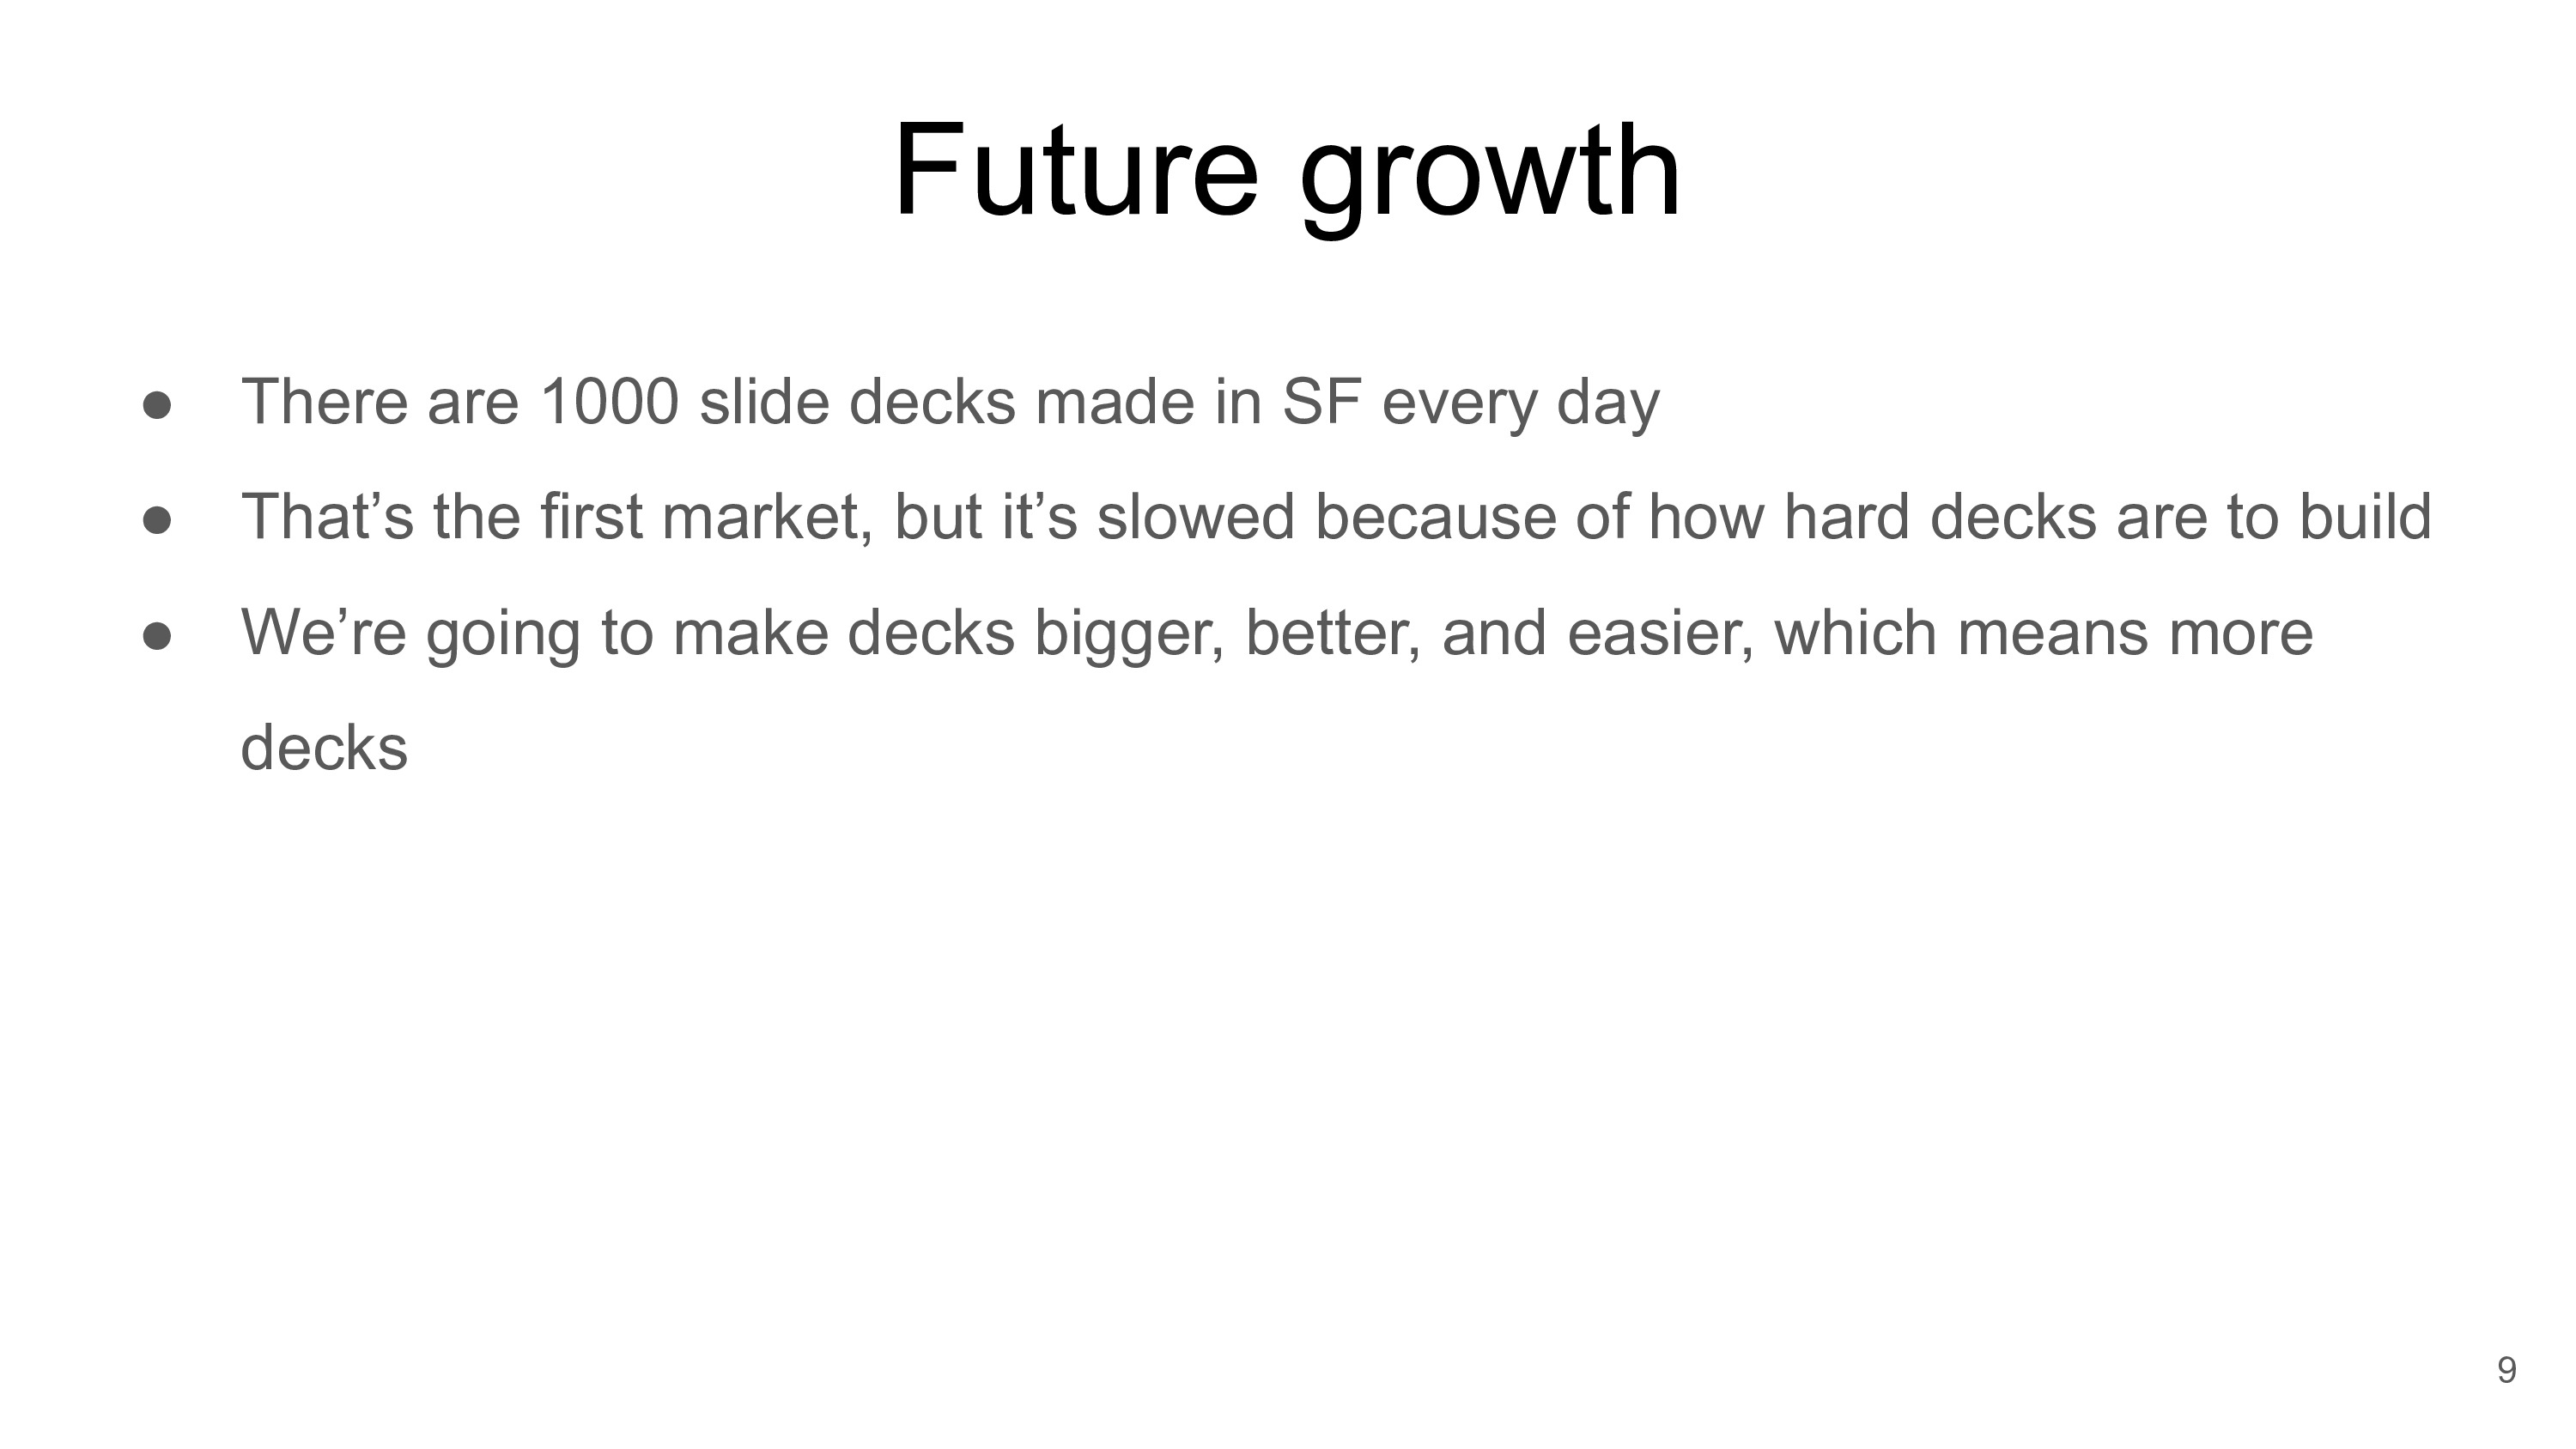 Future growth
● There are 1000 slide decks made in SF every day
● That’s the first market, but it’s slowed because of how hard decks are to build
● We’re going to make decks bigger, better, and easier, which means more
decks
9